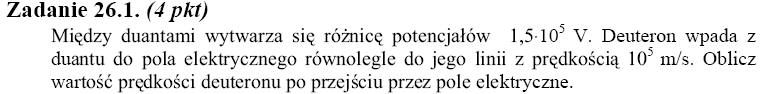 Zadanie 26.1. (4 pkt)
Między duantami wytwarza się różnicę potencjałów 1,5·10⁵ V. Deuteron wpada z
duantu do pola elektrycznego równolegle do jego linii z prędkością 10⁵ m/s. Oblicz
wartość prędkości deuteronu po przejściu przez pole elektryczne.